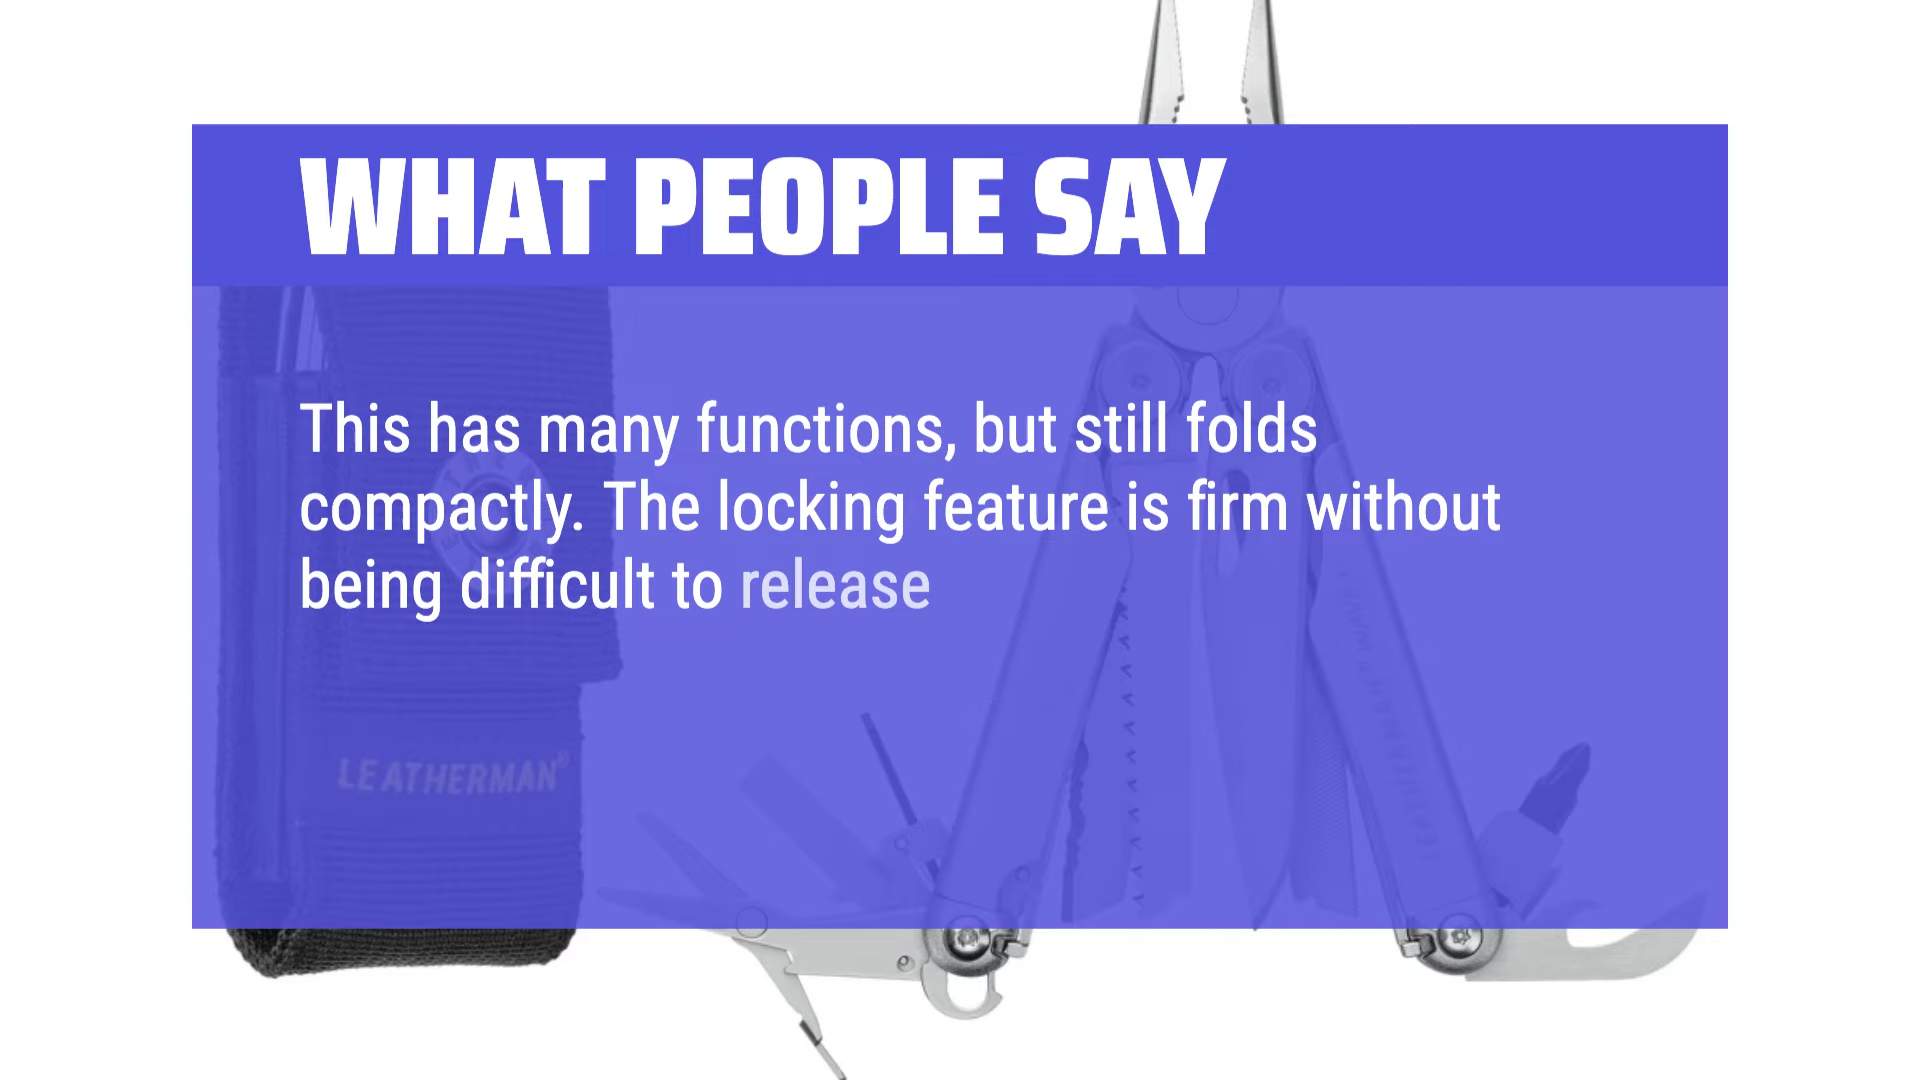 WHAT PEOPLE SAY
This has many functions, but still folds
compactly. The locking feature is firm without
being difficult to release
LEATHERMAN®
LEATHERMAN